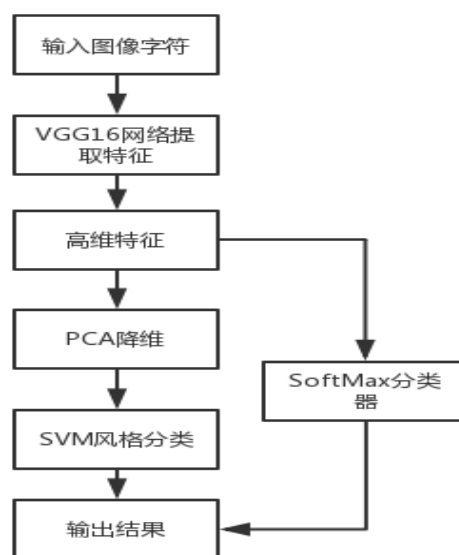 输入图像字符
VGG16网络提
取特征
高维特征
PCA降维
SoftMax分类
器
SVM风格分类
输出结果